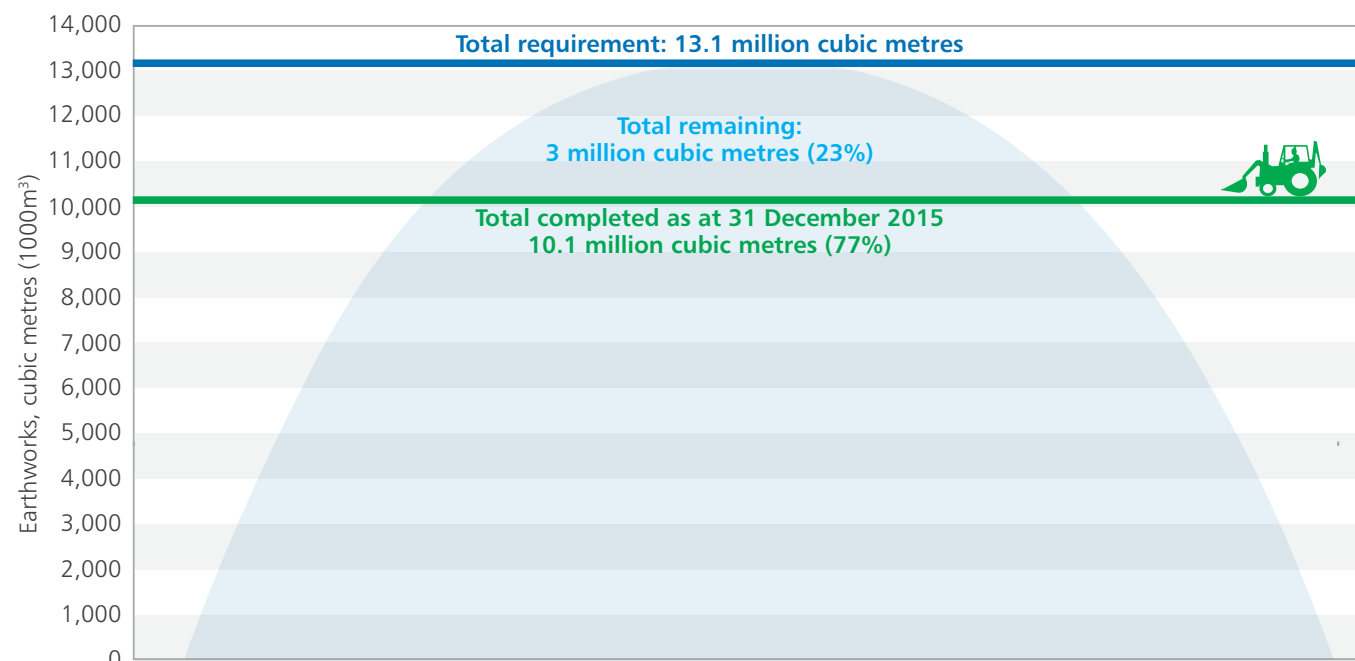 14,000
Total requirement: 13.1 million cubic metres
13,000
12,000
Total remaining:
3 million cubic metres (23%)
11,000
10,000
Total completed as at 31 December 2015
10.1 million cubic metres (77%)
9,000
8,000
7,000
6,000
5,000
4,000
3,000
2,000
1,000
0
Earthworks, cubic metres (1000m³)